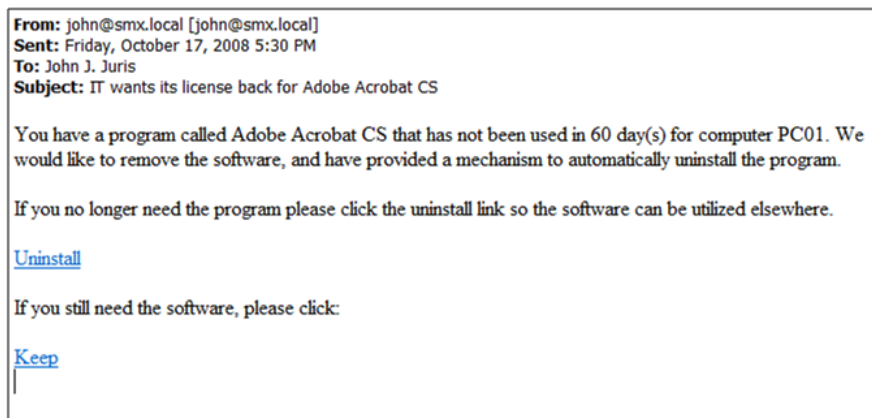 From: john@smx.local [john@smx.local]
Sent: Friday, October 17, 2008 5:30 PM
To: John J. Juris
Subject: IT wants its license back for Adobe Acrobat CS
You have a program called Adobe Acrobat CS that has not been used in 60 day(s) for computer PC01. We
would like to remove the software, and have provided a mechanism to automatically uninstall the program.
If you no longer need the program please click the uninstall link so the software can be utilized elsewhere.
Uninstall
If you still need the software, please click:
Keep